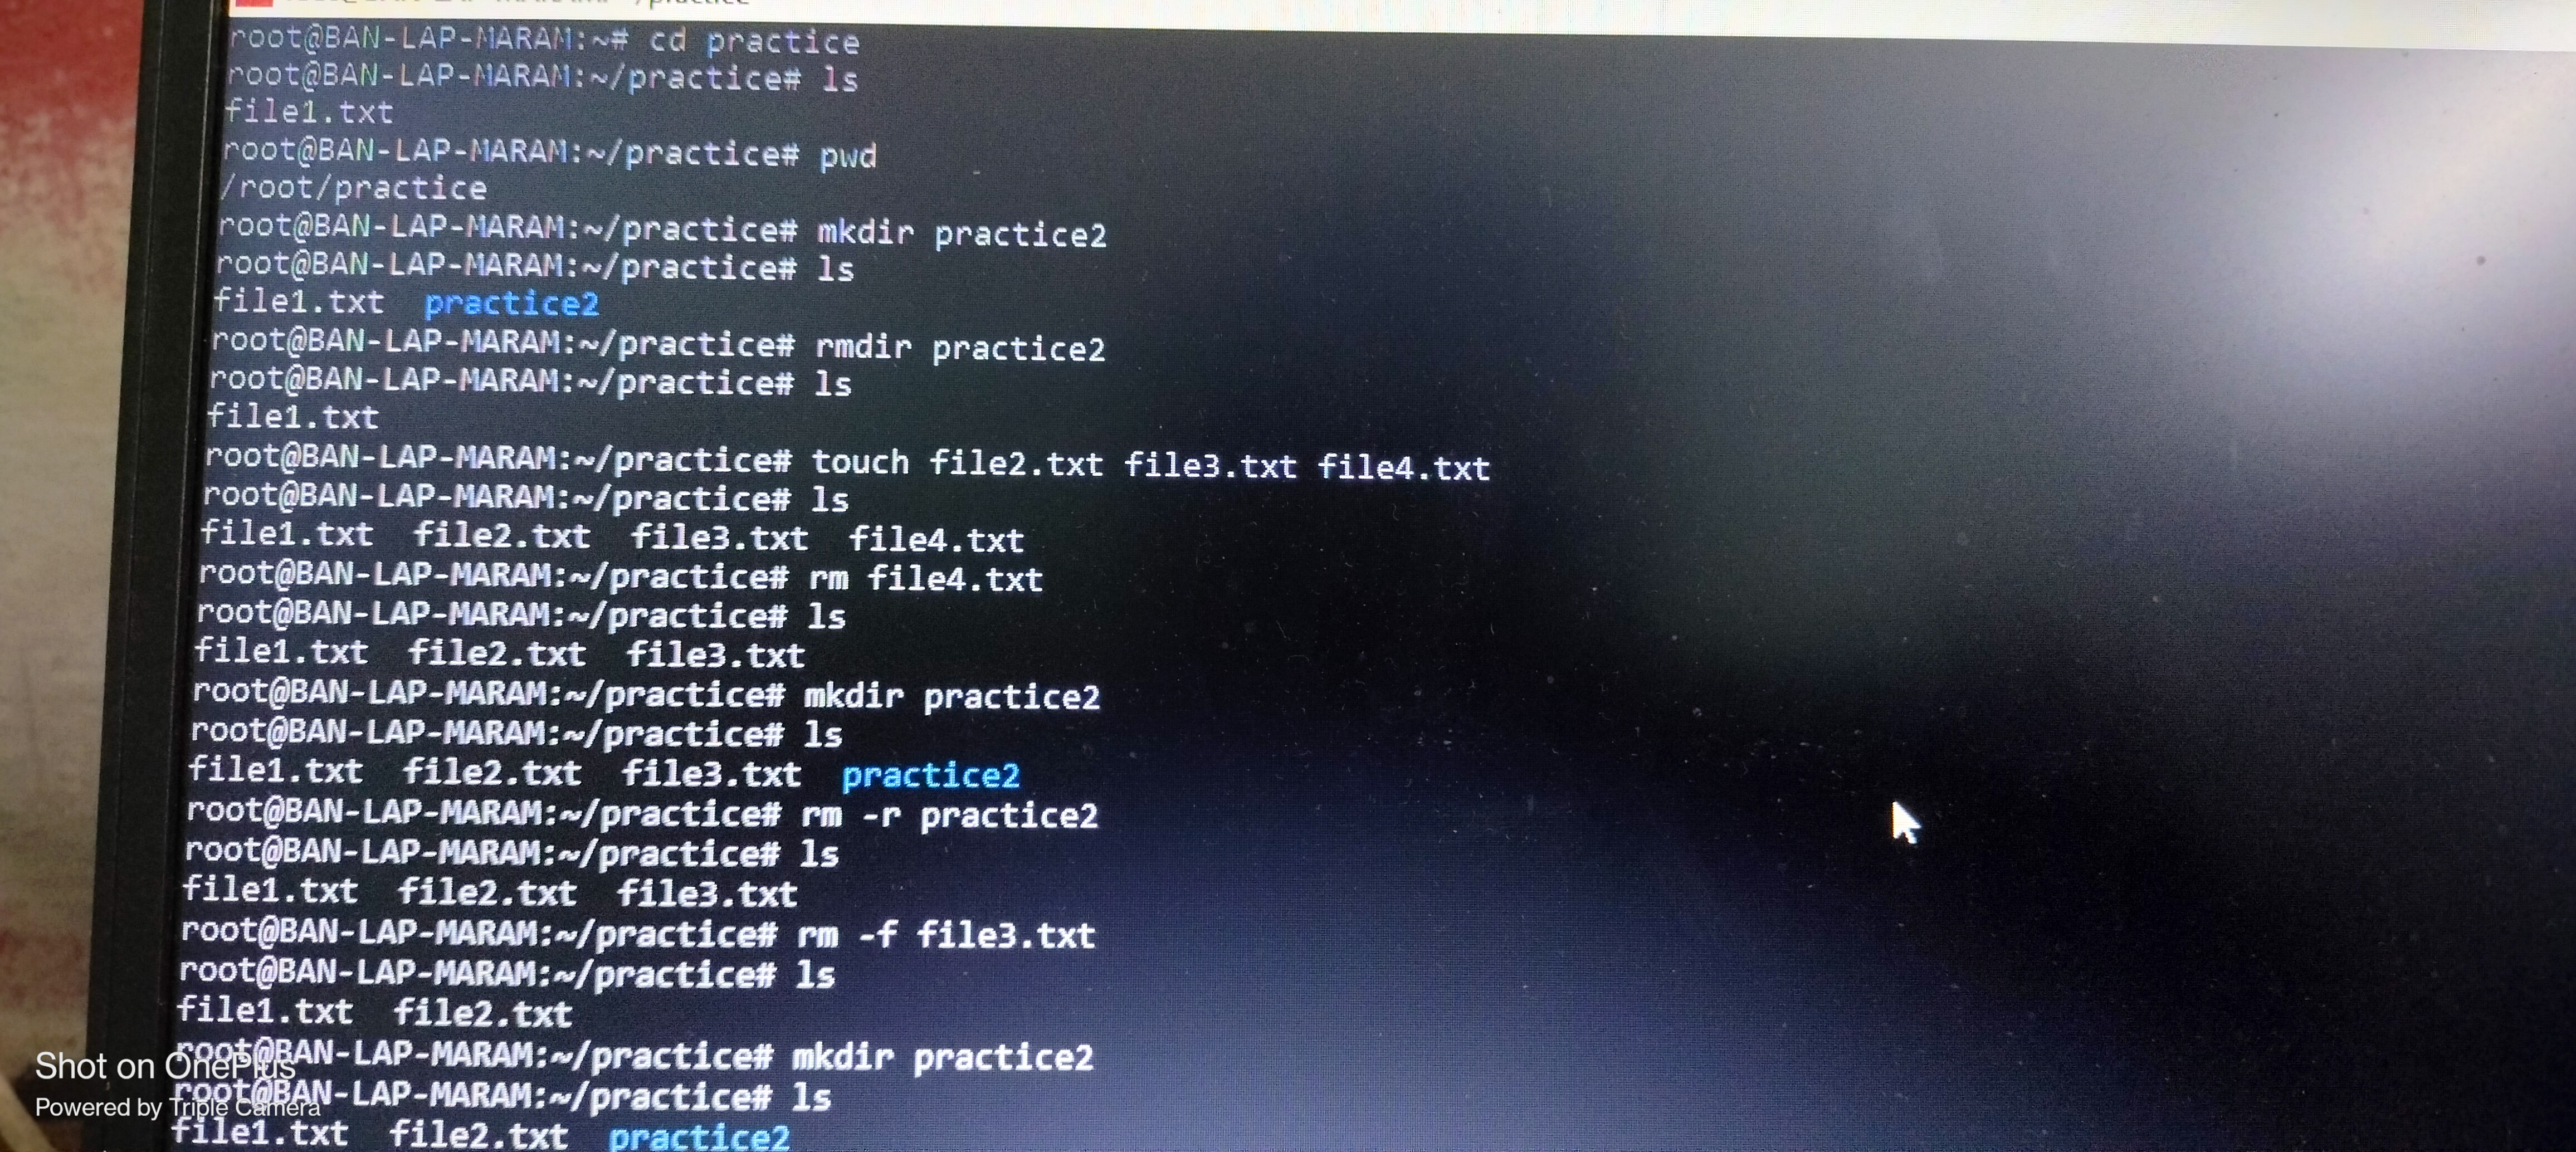 root@BAN-LAP-MARAM:~# cd practice
root@BAN-LAP-MARAM:~/practice# ls
file1.txt
root@BAN-LAP-MARAM:~/practice# pwd
/root/practice
root@BAN-LAP-MARAM:~/practice# mkdir practice2
root@BAN-LAP-MARAM:~/practice# ls
file1.txt  practice2
root@BAN-LAP-MARAM:~/practice# rmdir practice2
root@BAN-LAP-MARAM:~/practice# ls
file1.txt
root@BAN-LAP-MARAM:~/practice# touch file2.txt file3.txt file4.txt
root@BAN-LAP-MARAM:~/practice# ls
file1.txt  file2.txt  file3.txt  file4.txt
root@BAN-LAP-MARAM:~/practice# rm file4.txt
root@BAN-LAP-MARAM:~/practice# ls
file1.txt  file2.txt  file3.txt
root@BAN-LAP-MARAM:~/practice# mkdir practice2
root@BAN-LAP-MARAM:~/practice# ls
file1.txt  file2.txt  file3.txt  practice2
root@BAN-LAP-MARAM:~/practice# rm -r practice2
root@BAN-LAP-MARAM:~/practice# ls
file1.txt  file2.txt  file3.txt
root@BAN-LAP-MARAM:~/practice# rm -f file3.txt
root@BAN-LAP-MARAM:~/practice# ls
file1.txt  file2.txt
root@BAN-LAP-MARAM:~/practice# mkdir practice2
root@BAN-LAP-MARAM:~/practice# ls
file1.txt  file2.txt  practice2
Shot on OnePlus
Powered by Triple Camera